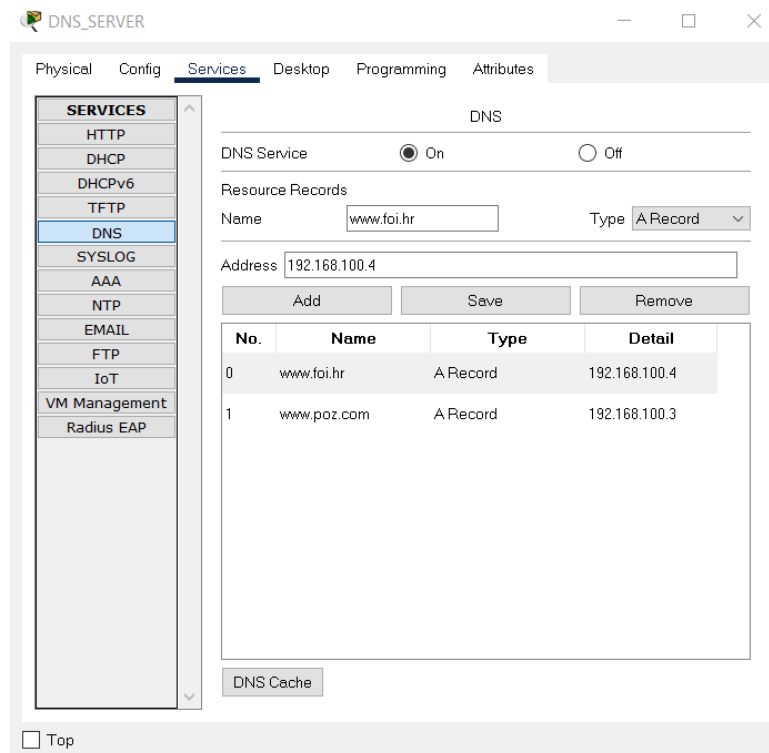 DNS_SERVER
Physical Config Services Desktop Programming Attributes
SERVICES
HTTP
DHCP
DHCPv6
TFTP
DNS
SYSLOG
AAA
NTP
EMAIL
FTP
IoT
VM Management
Radius EAP
DNS
DNS Service On Off
Resource Records
Name www.foi.hr Type A Record
Address 192.168.100.4
Add Save Remove
No. Name Type Detail
0 www.foi.hr A Record 192.168.100.4
1 www.poz.com A Record 192.168.100.3
DNS Cache
Top